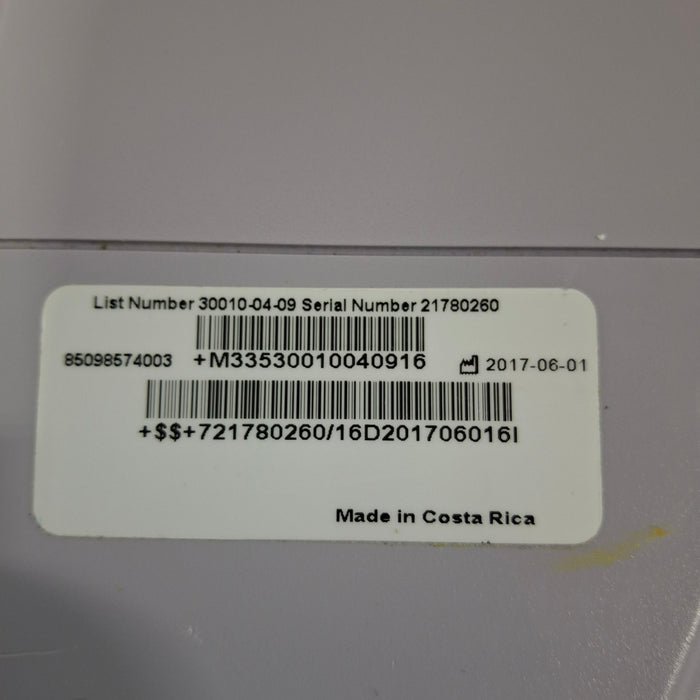 List Number 30010-04-09 Serial Number 21780260
85098574003 +M33530010040916 2017-06-01
+$$+721780260/16D201706016I
Made in Costa Rica